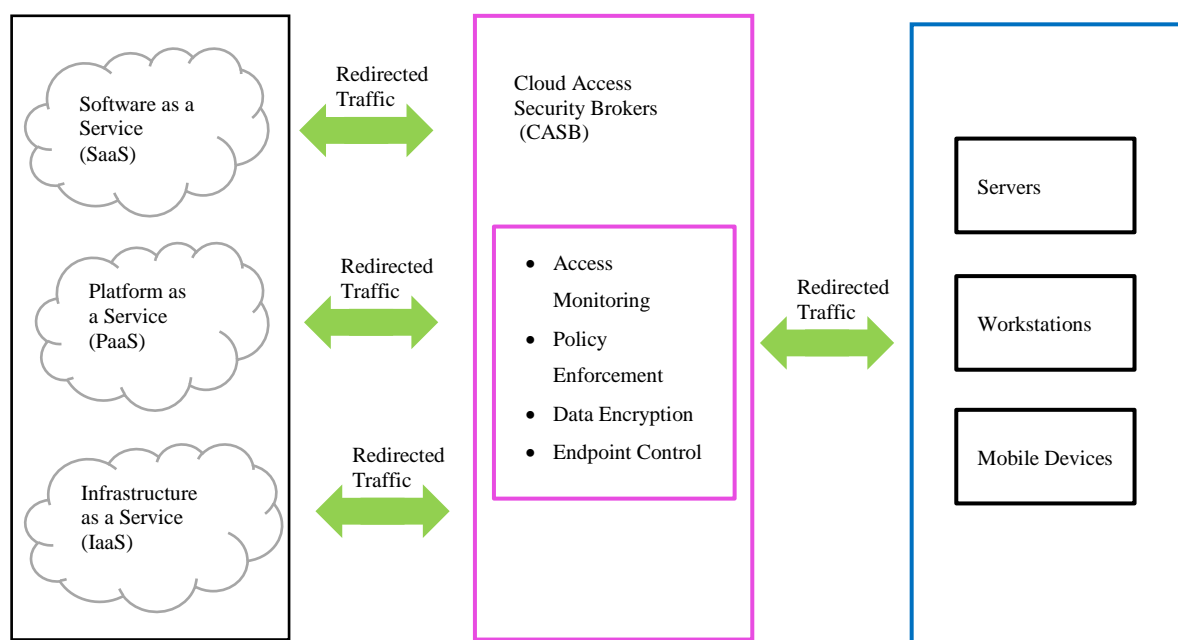 Software as a
Service
(SaaS)
Redirected
Traffic
Cloud Access
Security Brokers
(CASB)
Platform as
a Service
(PaaS)
Redirected
Traffic
• Access
Monitoring
• Policy
Enforcement
• Data Encryption
• Endpoint Control
Infrastructure
as a Service
(IaaS)
Redirected
Traffic
Redirected
Traffic
Servers
Workstations
Mobile Devices